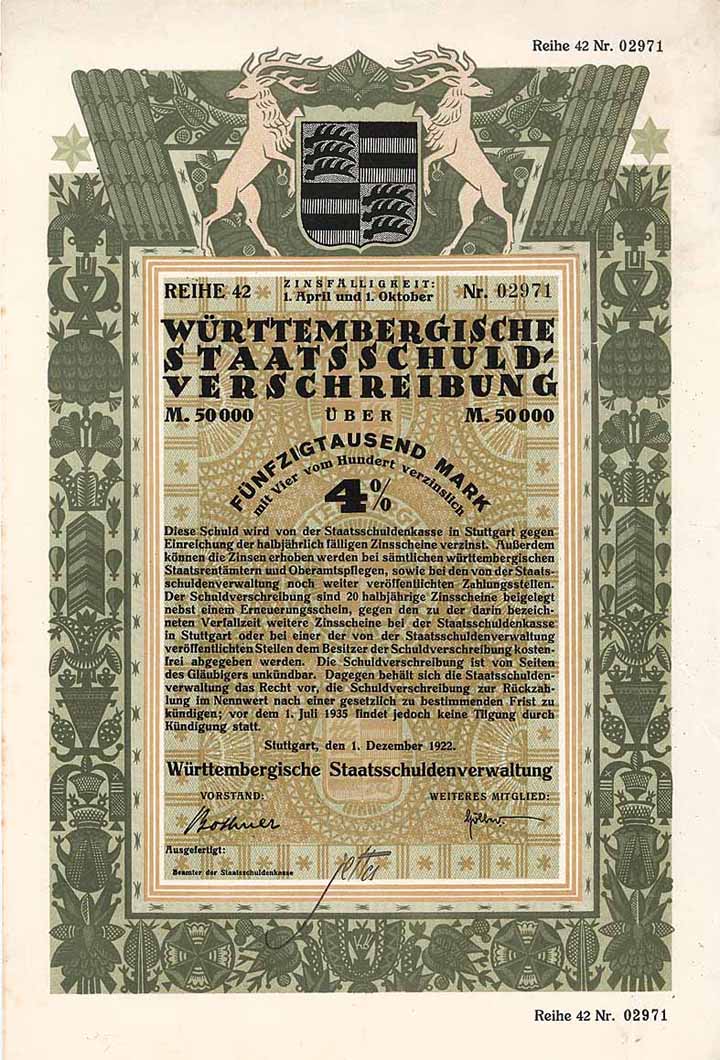 Reihe 42 Nr. 02971
REIHE 42 ZINSFÄLLIGKEIT: Nr. 02971
1. April und 1. Oktober
WÜRTTEMBERGISCHE
STAATSSCHULD-
VERSCHREIBUNG
M. 50000 ÜBER M. 50000
FÜNFZIGTAUSEND MARK
mit vier vom Hundert verzinslich
4%
Diese Schuld wird von der Staatsschuldenkasse in Stuttgart gegen
Einreichung der halbjährlich fälligen Zinsscheine verzinst. Außerdem
können die Zinsen erhoben werden bei sämtlichen württembergischen
Staatsrentämtern und Oberamtspflegen, sowie bei den von der Staats-
schuldenverwaltung noch weiter veröffentlichten Zahlungsstellen.
Der Schuldverschreibung sind 20 halbjährige Zinsscheine beigelegt
nebst einem Erneuerungsschein, gegen den zu der darin bezeich-
neten Verfallzeit weitere Zinsscheine bei der Staatsschuldenkasse
in Stuttgart oder bei einer der von der Staatsschuldenverwaltung
veröffentlichten Stellen dem Besitzer der Schuldverschreibung kosten-
frei abgegeben werden. Die Schuldverschreibung ist von Seiten
des Gläubigers unkündbar. Dagegen behält sich die Staatsschulden-
verwaltung das Recht vor, die Schuldverschreibung zur Rückzah-
lung im Nennwert nach einer gesetzlich zu bestimmenden Frist zu
kündigen; vor dem 1. Juli 1935 findet jedoch keine Tilgung durch
Kündigung statt.
Stuttgart, den 1. Dezember 1922.
Württembergische Staatsschuldenverwaltung
VORSTAND: WEITERES MITGLIED:
Ausgefertigt:
Beamter der Staatsschuldenkasse
Reihe 42 Nr. 02971